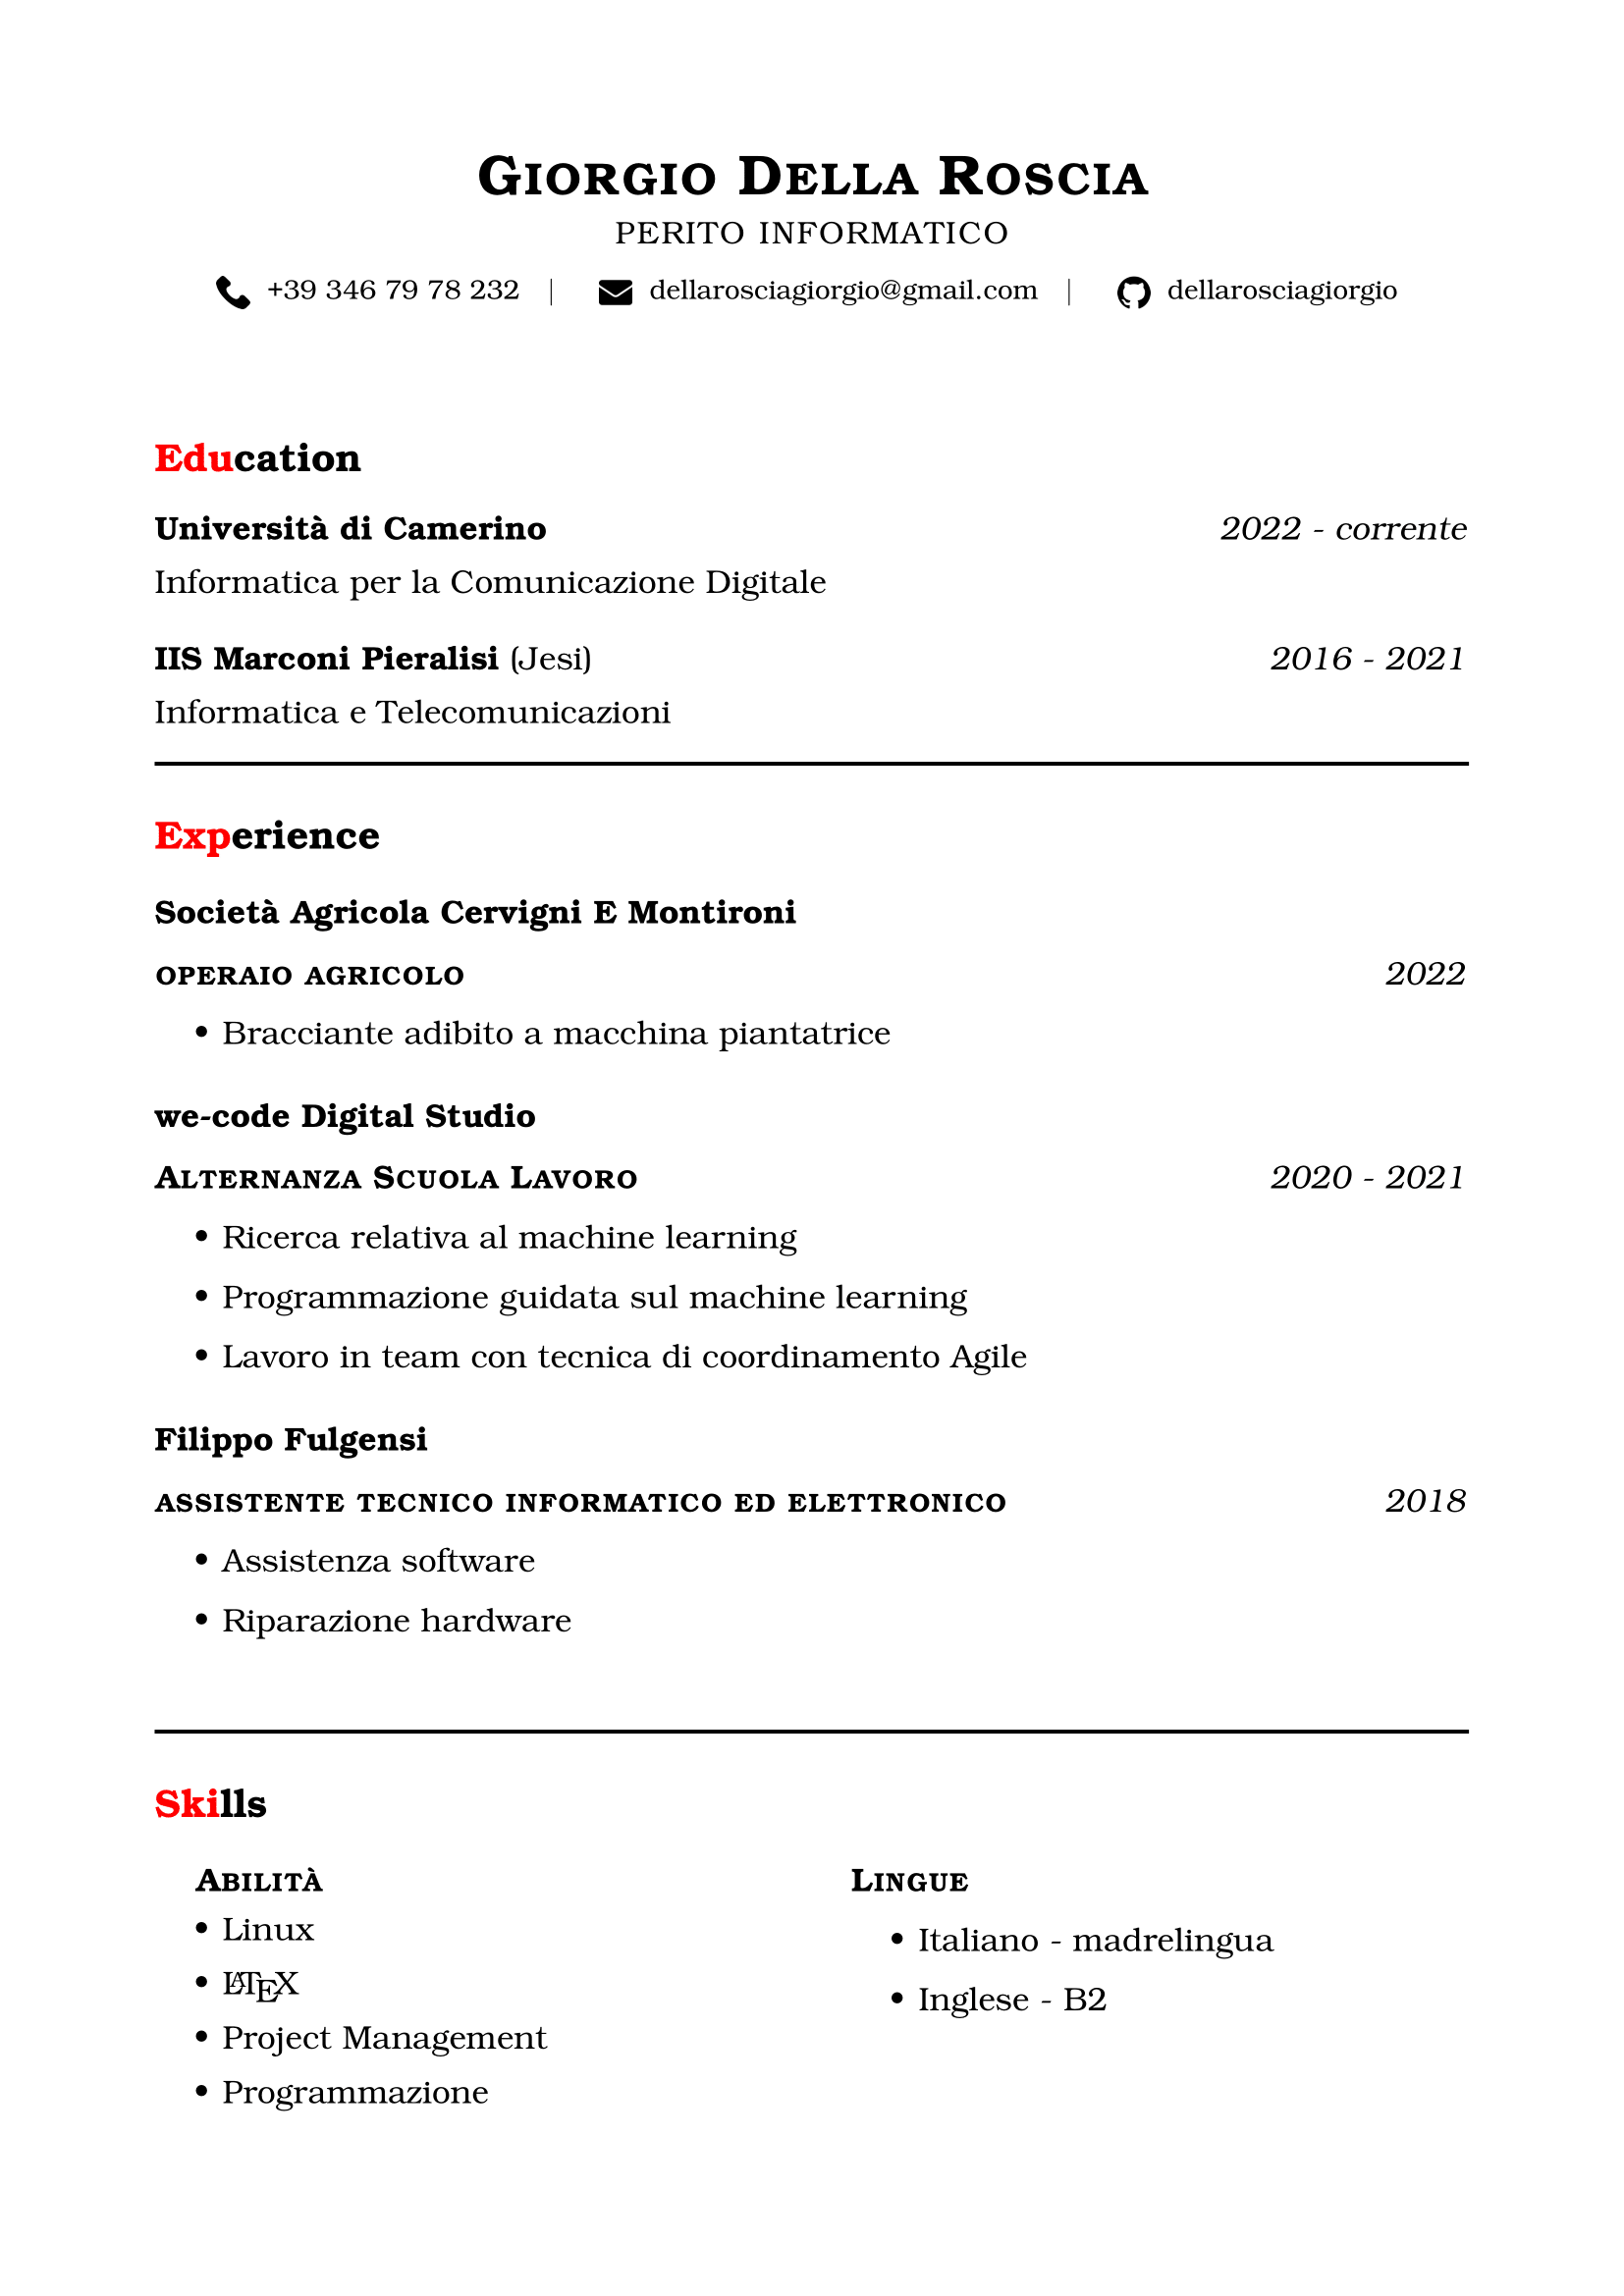 Giorgio Della Roscia
PERITO INFORMATICO
+39 346 79 78 232 | dellarosciagiorgio@gmail.com | dellarosciagiorgio
Education
Università di Camerino 2022 - corrente
Informatica per la Comunicazione Digitale
IIS Marconi Pieralisi (Jesi) 2016 - 2021
Informatica e Telecomunicazioni
Experience
Società Agricola Cervigni E Montironi
operaio agricolo 2022
• Bracciante adibito a macchina piantatrice
we-code Digital Studio
Alternanza Scuola Lavoro 2020 - 2021
• Ricerca relativa al machine learning
• Programmazione guidata sul machine learning
• Lavoro in team con tecnica di coordinamento Agile
Filippo Fulgensi
assistente tecnico informatico ed elettronico 2018
• Assistenza software
• Riparazione hardware
Skills
Abilità
• Linux
• LATEX
• Project Management
• Programmazione
Lingue
• Italiano - madrelingua
• Inglese - B2